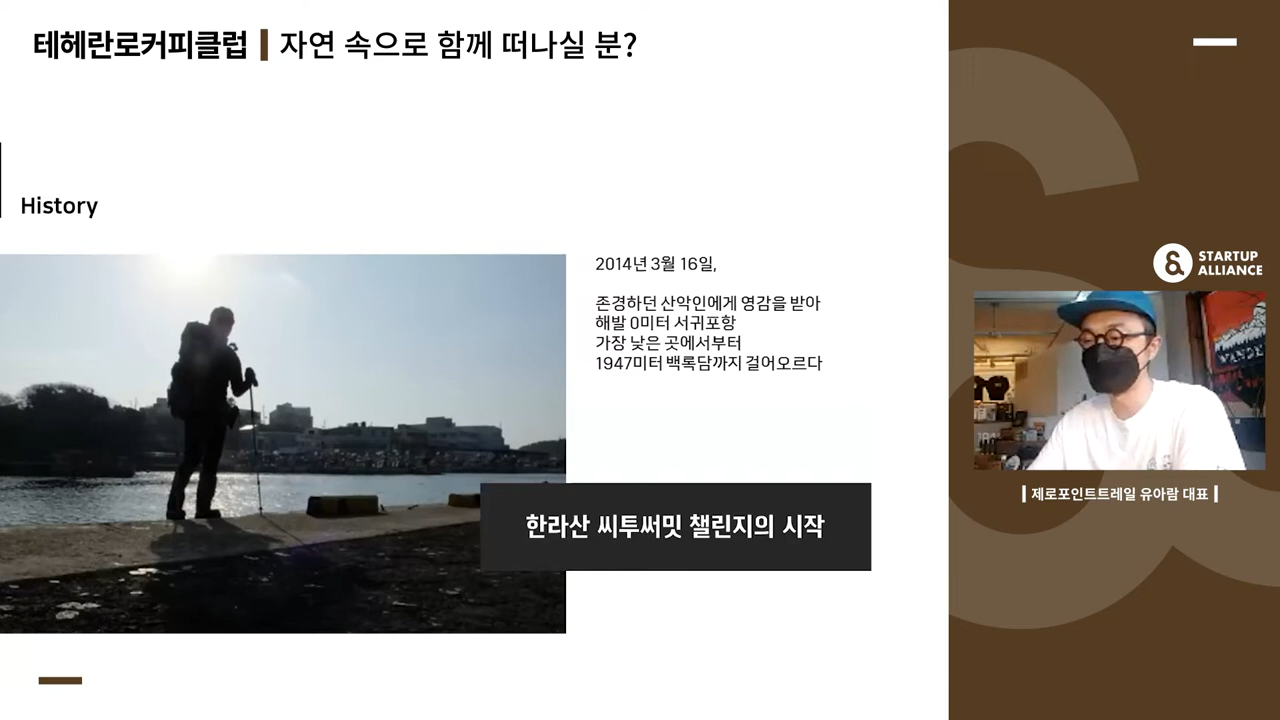 테헤란로커피클럽 | 자연 속으로 함께 떠나실 분?
History
2014년 3월 16일,
존경하던 산악인에게 영감을 받아
해발 0미터 서귀포항
가장 낮은 곳에서부터
1947미터 백록담까지 걸어오르다
한라산 씨투써밋 챌린지의 시작
STARTUP
ALLIANCE
제로포인트트레일 유아람 대표